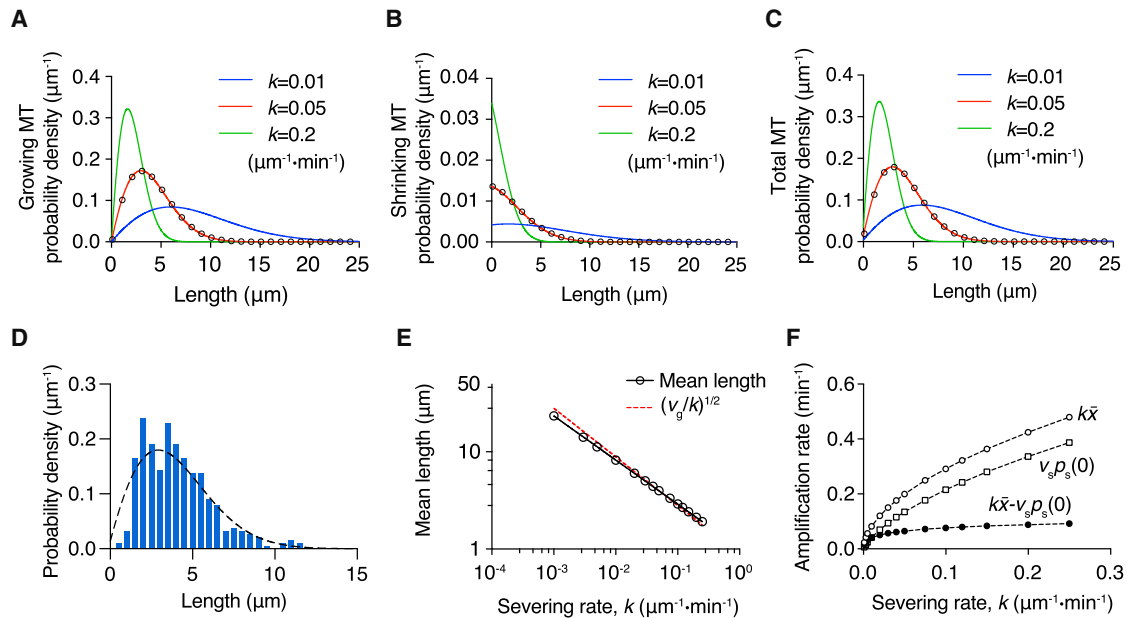 A
Growing MT
probability density (µm⁻¹)
0.4
0.3
0.2
0.1
0.0
0
5
10
15
20
25
Length (µm)
k=0.01
k=0.05
k=0.2
(µm⁻¹·min⁻¹)
B
Shrinking MT
probability density (µm⁻¹)
0.04
0.03
0.02
0.01
0.00
0
5
10
15
20
25
Length (µm)
k=0.01
k=0.05
k=0.2
(µm⁻¹·min⁻¹)
C
Total MT
probability density (µm⁻¹)
0.4
0.3
0.2
0.1
0.0
0
5
10
15
20
25
Length (µm)
k=0.01
k=0.05
k=0.2
(µm⁻¹·min⁻¹)
D
Probability density (µm⁻¹)
0.3
0.2
0.1
0.0
0
5
10
15
Length (µm)
E
Mean length (µm)
50
10
1
10⁻⁴
10⁻³
10⁻²
10⁻¹
10⁰
Severing rate, k (µm⁻¹·min⁻¹)
Mean length
(v_g/k)^{1/2}
F
Amplification rate (min⁻¹)
0.6
0.4
0.2
0.0
0.0
0.1
0.2
0.3
Severing rate, k (µm⁻¹·min⁻¹)
kx̄
vₛpₛ(0)
kx̄-vₛpₛ(0)